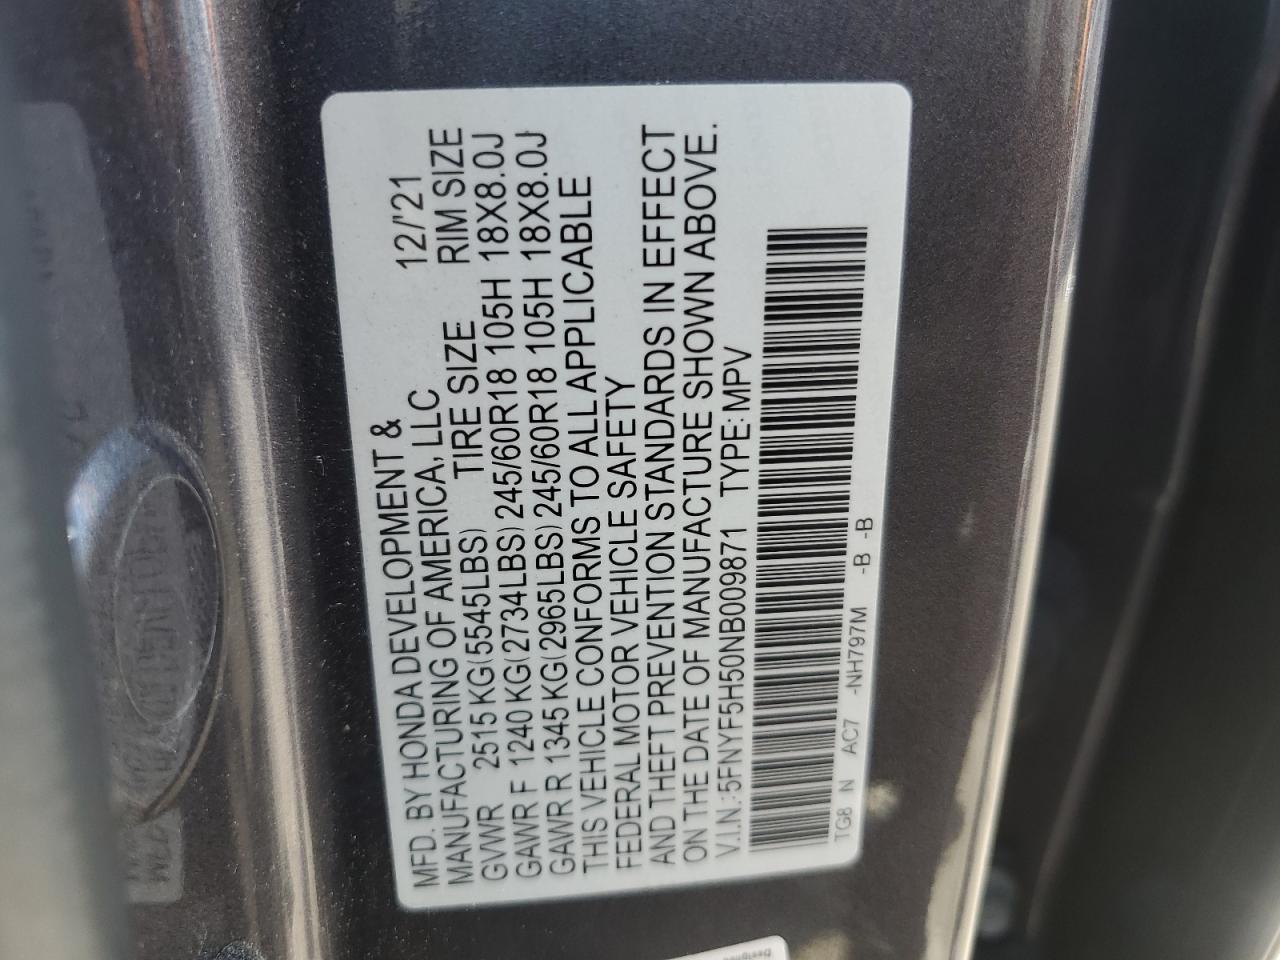 MFD. BY HONDA DEVELOPMENT &
MANUFACTURING OF AMERICA, LLC 12/'21
GVWR 2515 KG(5545LBS) TIRE SIZE RIM SIZE
GAWR F 1240 KG(2734LBS) 245/60R18 105H 18X8.0J
GAWR R 1345 KG(2965LBS) 245/60R18 105H 18X8.0J
THIS VEHICLE CONFORMS TO ALL APPLICABLE
FEDERAL MOTOR VEHICLE SAFETY
AND THEFT PREVENTION STANDARDS IN EFFECT
ON THE DATE OF MANUFACTURE SHOWN ABOVE.
V.I.N.:5FNYF5H50NB009871 TYPE:MPV
TG8 N AC7 -NH797M -B -B